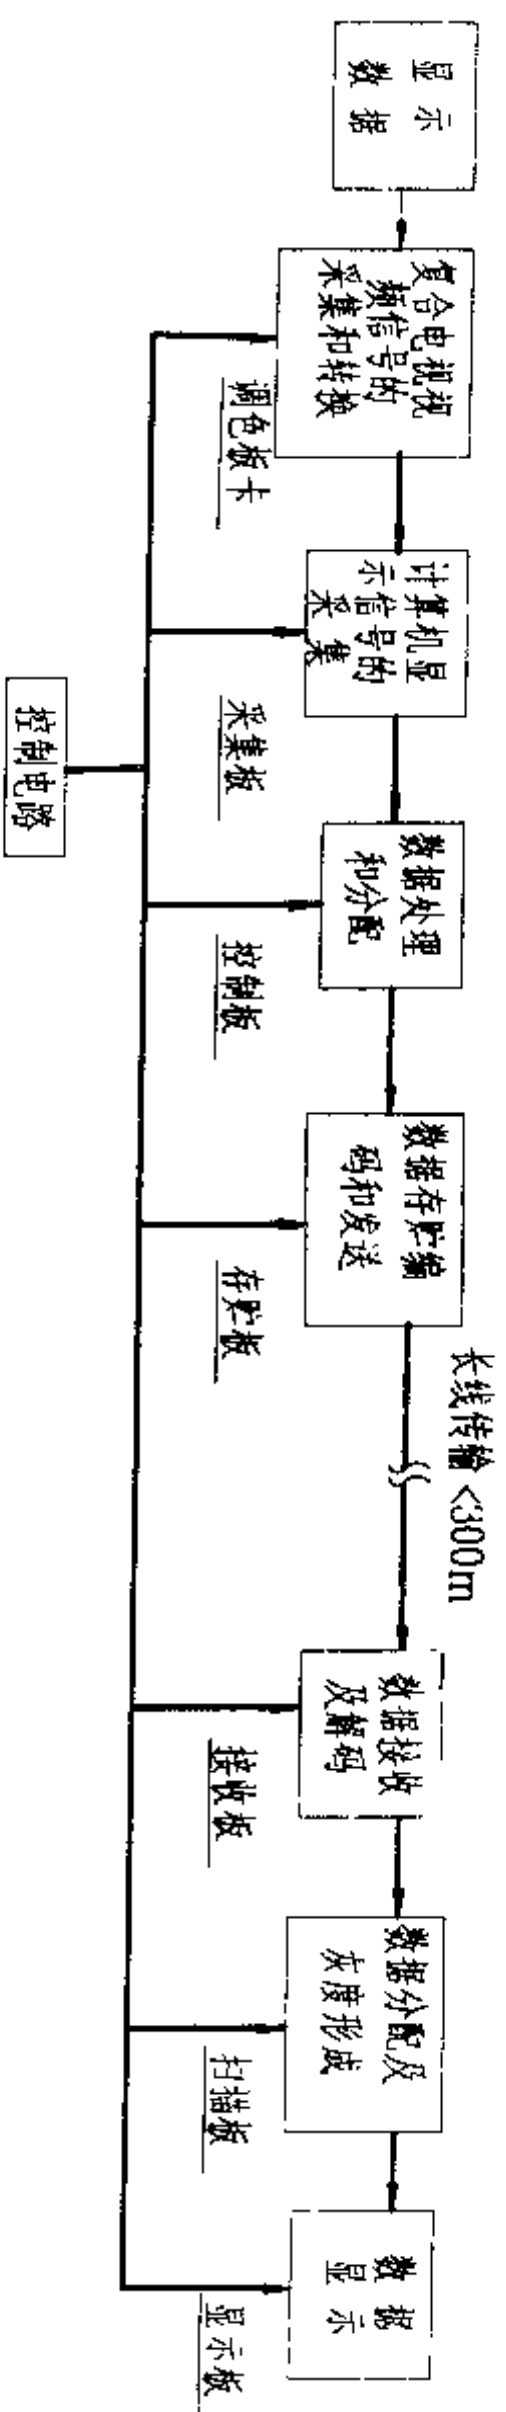 显示
数据
复合电视视
频信号的
采集和转换
调色板卡
计算机显
示信号的
采集
采集板
控制电路
数据处理
和分配
控制板
数据存贮编
码和发送
存贮板
长线传输 <300m
数据接收
及解码
接收板
数据分配及
灰度形成
扫描板
数据
显示
显示板